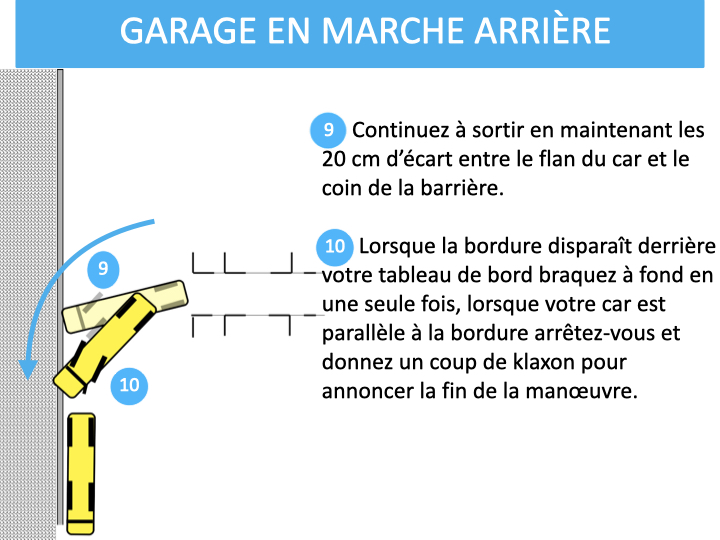 GARAGE EN MARCHE ARRIÈRE
9 Continuez à sortir en maintenant les
20 cm d’écart entre le flan du car et le
coin de la barrière.
10 Lorsque la bordure disparaît derrière
votre tableau de bord braquez à fond en
une seule fois, lorsque votre car est
parallèle à la bordure arrêtez-vous et
donnez un coup de klaxon pour
annoncer la fin de la manœuvre.
9
10